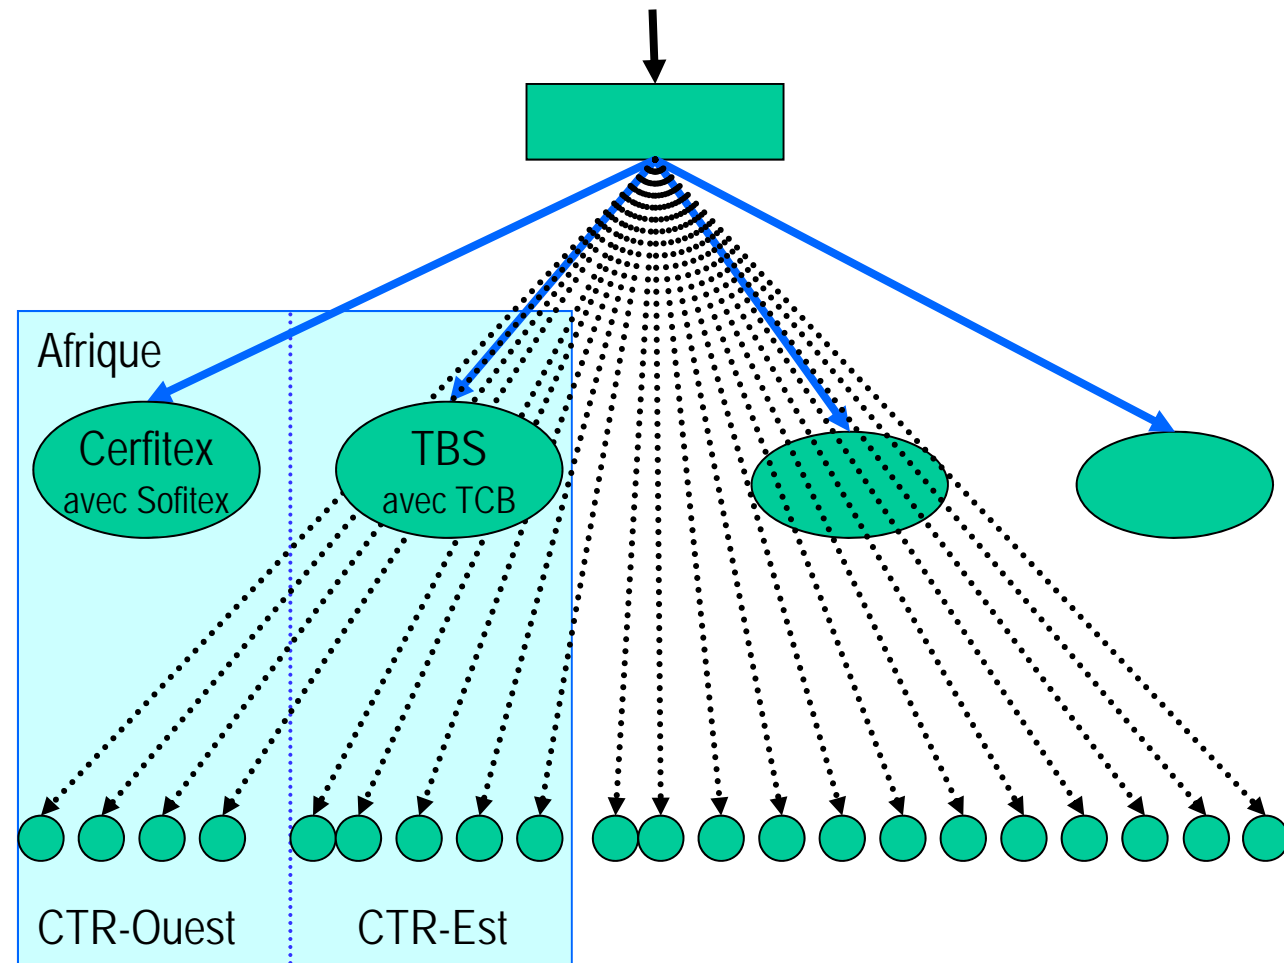 Afrique
Cerfitex
avec Sofitex
TBS
avec TCB
CTR-Ouest
CTR-Est